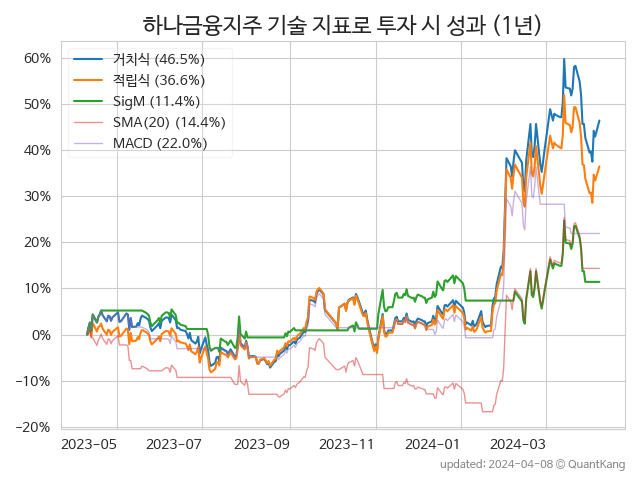 하나금융지주 기술 지표로 투자 시 성과 (1년)
거치식 (46.5%)
적립식 (36.6%)
SigM (11.4%)
SMA(20) (14.4%)
MACD (22.0%)
60%
50%
40%
30%
20%
10%
0%
−10%
−20%
2023-05
2023-07
2023-09
2023-11
2024-01
2024-03
updated: 2024-04-08 © QuantKang